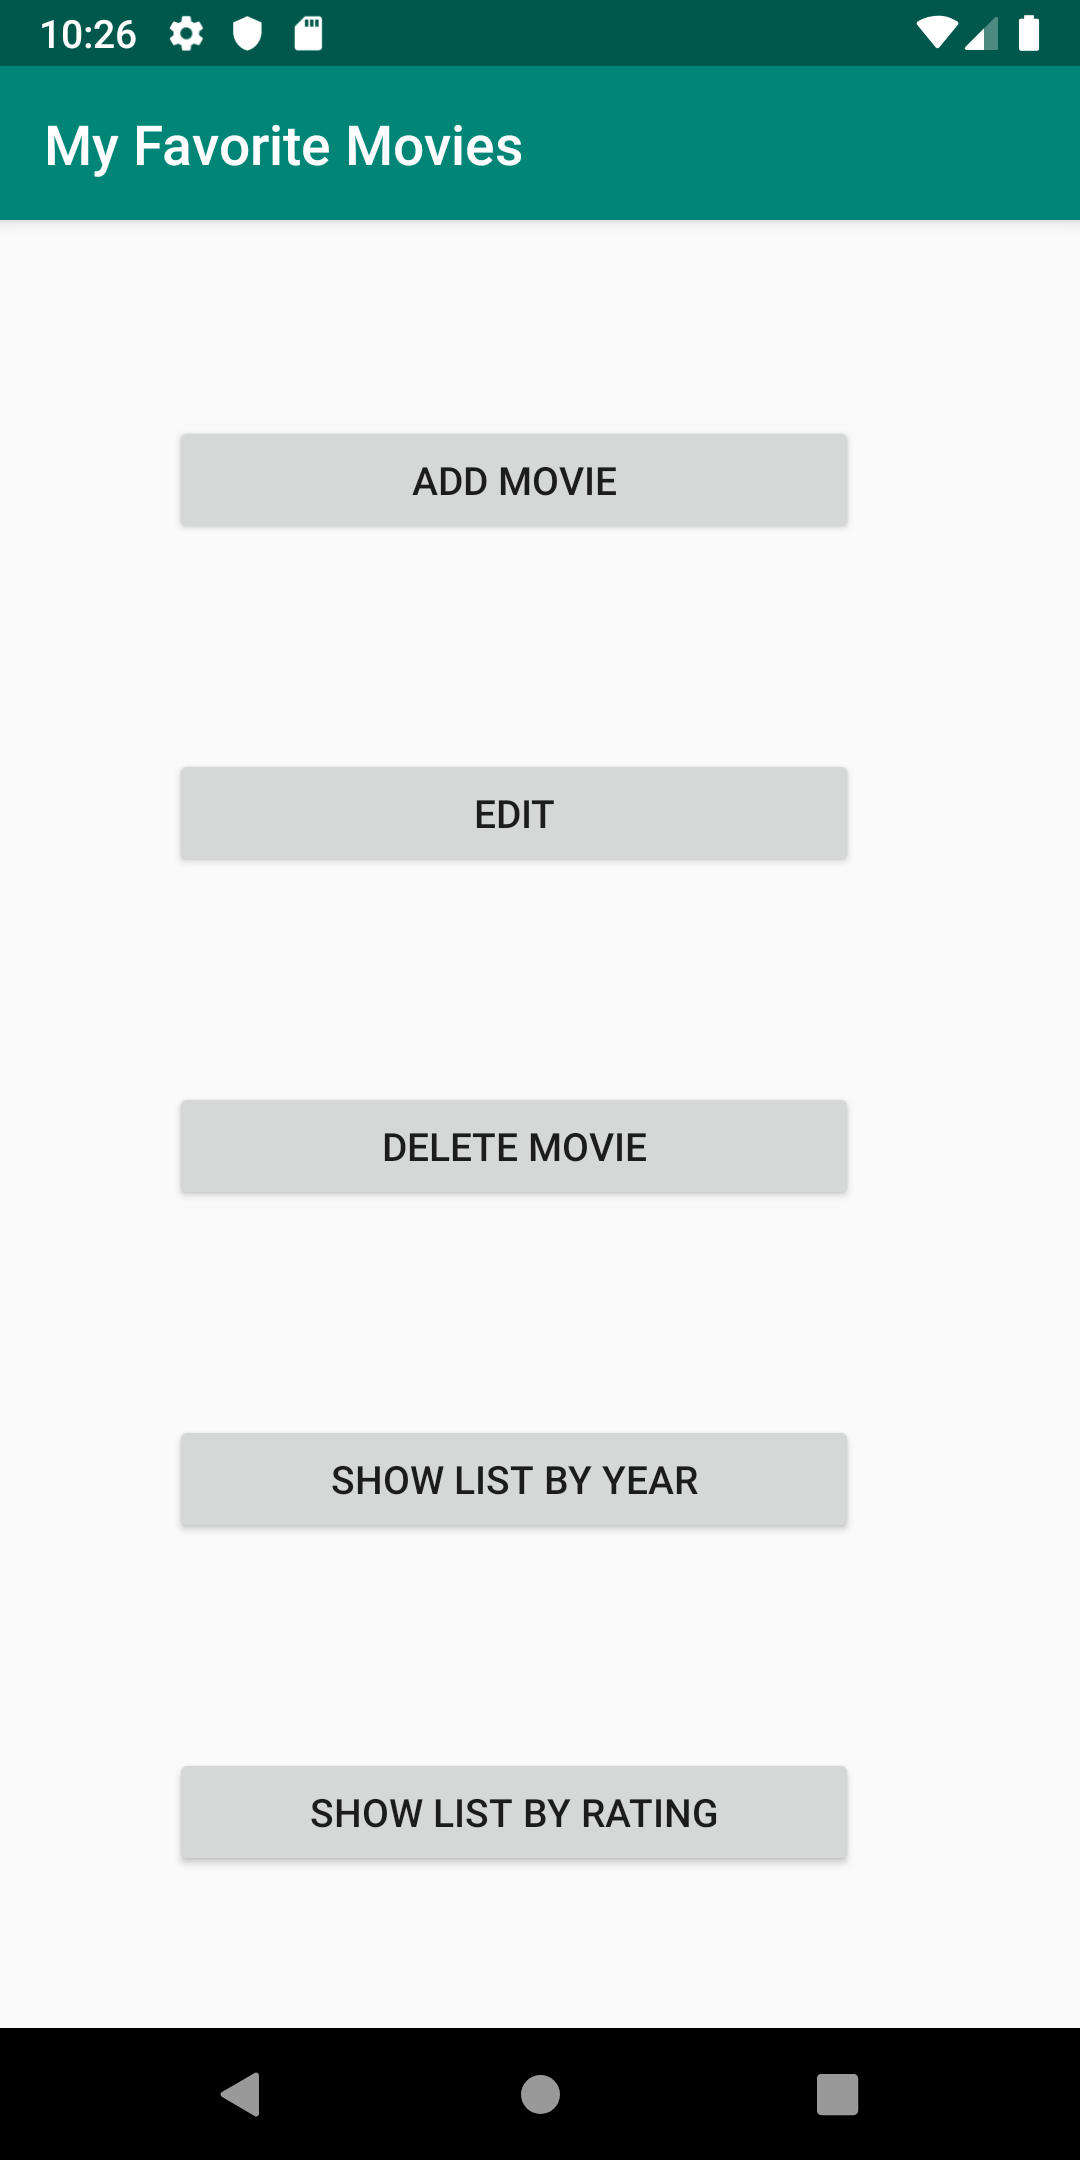 10:26
My Favorite Movies
ADD MOVIE
EDIT
DELETE MOVIE
SHOW LIST BY YEAR
SHOW LIST BY RATING